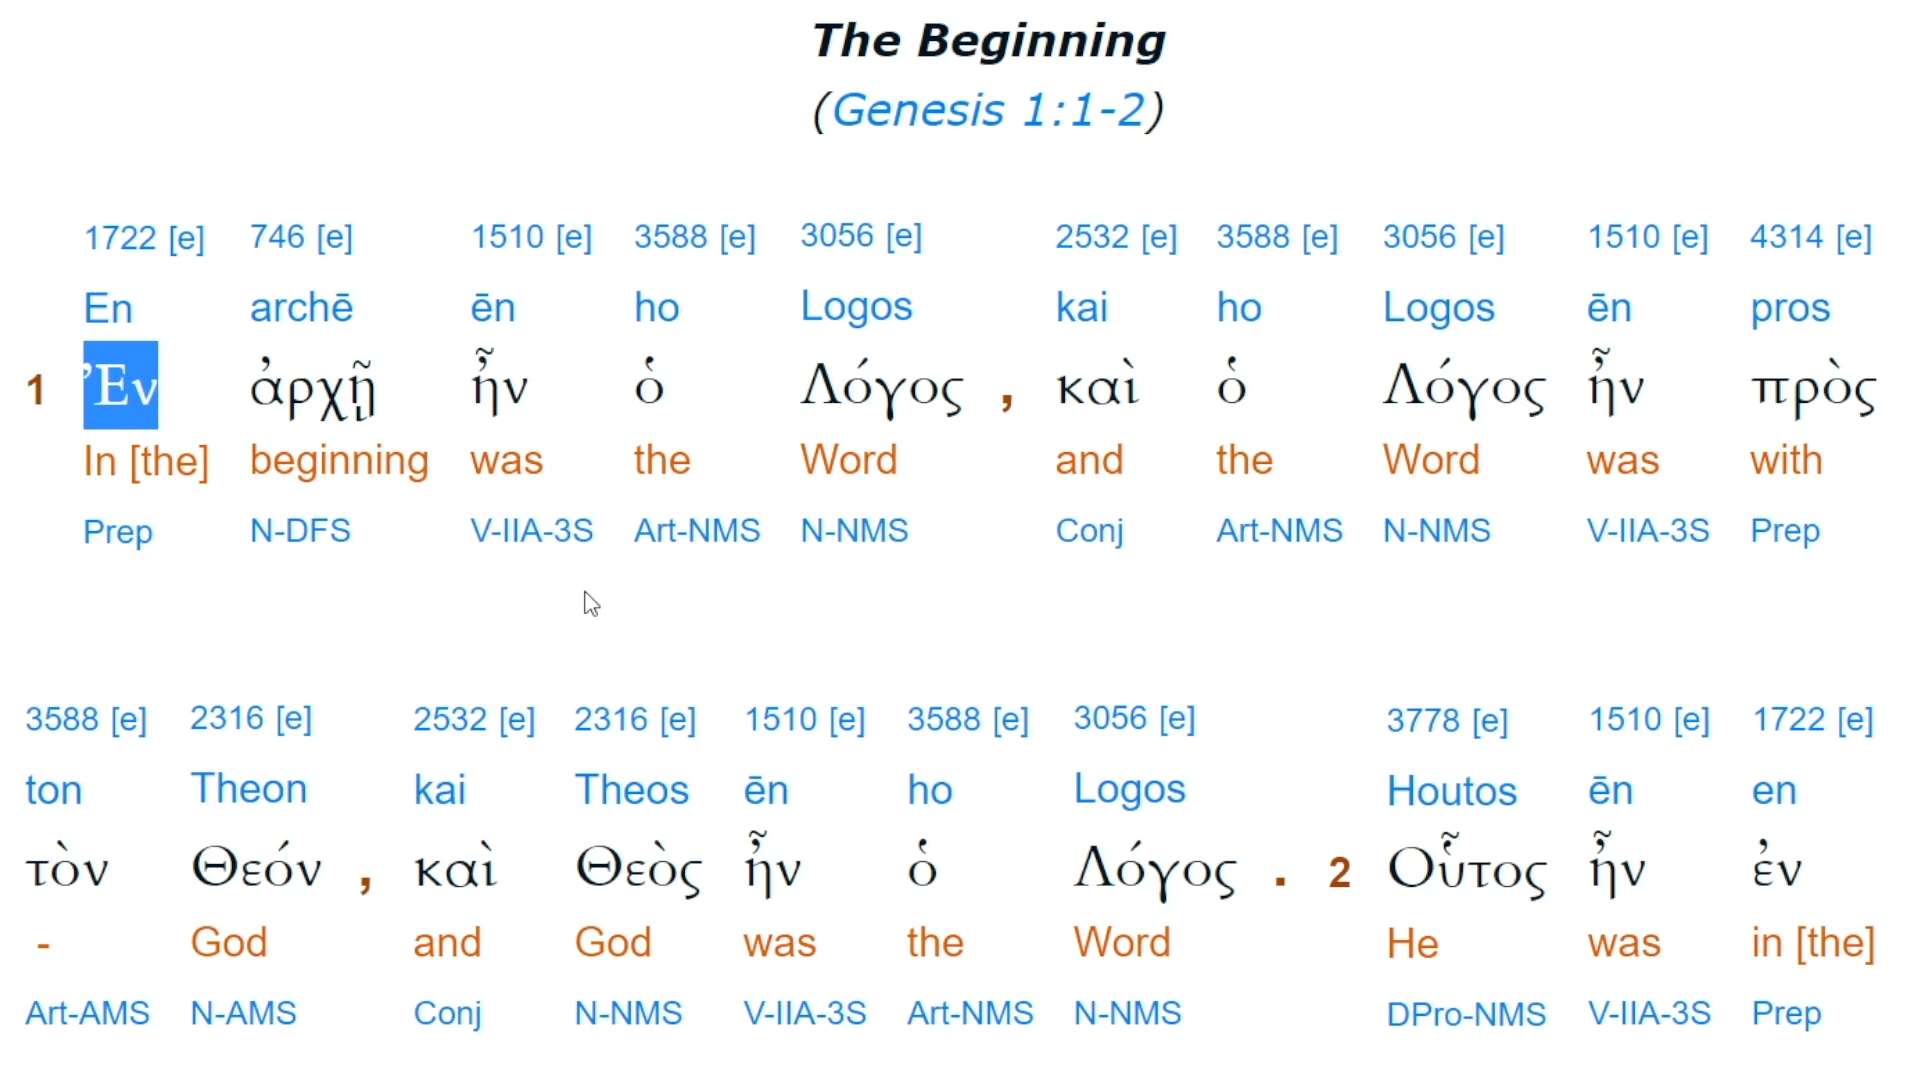 The Beginning
(Genesis 1:1-2)
1722 [e] 746 [e] 1510 [e] 3588 [e] 3056 [e] 2532 [e] 3588 [e] 3056 [e] 1510 [e] 4314 [e]
En archē ēn ho Logos kai ho Logos ēn pros
1 Ἐν ἀρχῇ ἦν ὁ Λόγος , καὶ ὁ Λόγος ἦν πρὸς
In [the] beginning was the Word and the Word was with
Prep N-DFS V-IIA-3S Art-NMS N-NMS Conj Art-NMS N-NMS V-IIA-3S Prep
3588 [e] 2316 [e] 2532 [e] 2316 [e] 1510 [e] 3588 [e] 3056 [e] 3778 [e] 1510 [e] 1722 [e]
ton Theon kai Theos ēn ho Logos Houtos ēn en
τὸν Θεόν , καὶ Θεὸς ἦν ὁ Λόγος . 2 Οὗτος ἦν ἐν
- God and God was the Word He was in [the]
Art-AMS N-AMS Conj N-NMS V-IIA-3S Art-NMS N-NMS DPro-NMS V-IIA-3S Prep